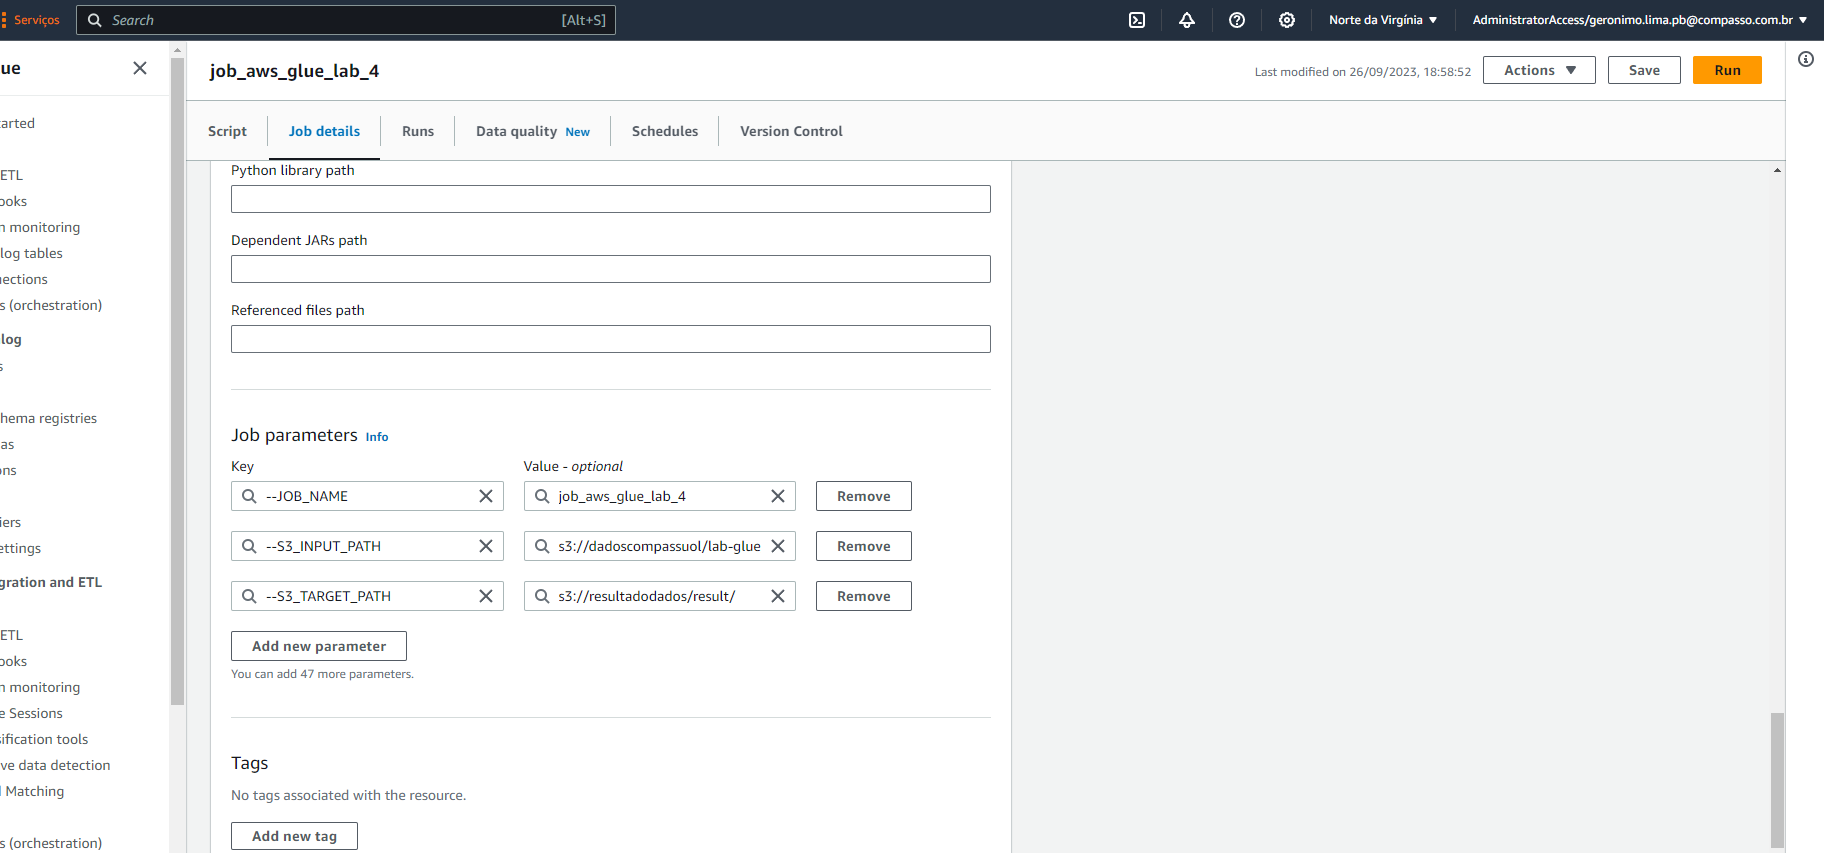 Serviços
Search [Alt+S]
Norte da Virgínia
AdministratorAccess/geronimo.lima.pb@compasso.com.br
ue
job_aws_glue_lab_4
Last modified on 26/09/2023, 18:58:52
Actions
Save
Run
Script
Job details
Runs
Data quality New
Schedules
Version Control
arted
ETL
ooks
n monitoring
log tables
nections
s (orchestration)
log
s
hema registries
as
ons
iers
ettings
gration and ETL
ETL
ooks
n monitoring
e Sessions
sification tools
ve data detection
l Matching
s (orchestration)
Python library path
Dependent JARs path
Referenced files path
Job parameters Info
Key Value - optional
--JOB_NAME job_aws_glue_lab_4 Remove
--S3_INPUT_PATH s3://dadoscompassuol/lab-glue Remove
--S3_TARGET_PATH s3://resultadodados/result/ Remove
Add new parameter
You can add 47 more parameters.
Tags
No tags associated with the resource.
Add new tag